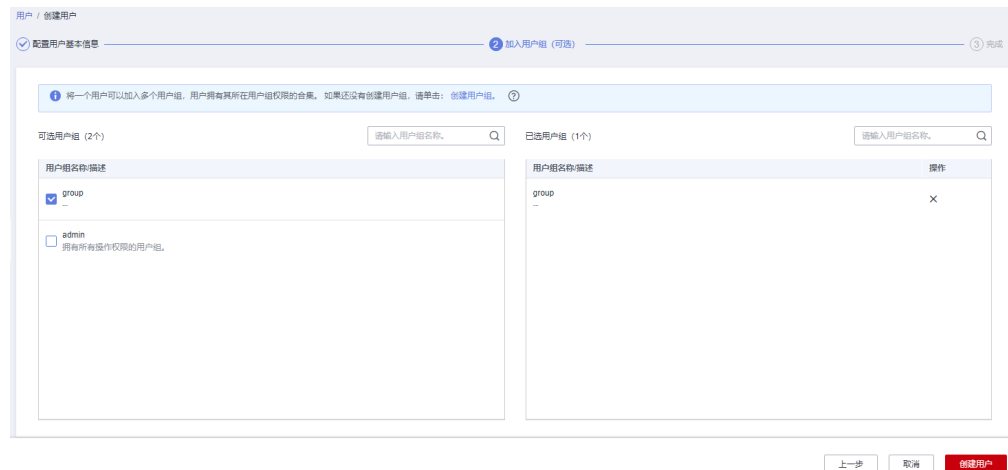 用户 / 创建用户
配置用户基本信息
2 加入用户组（可选）
3 完成
将一个用户可以加入多个用户组，用户拥有其所在用户组权限的合集。如果还没有创建用户组，请单击：创建用户组。
可选用户组（2个）
请输入用户组名称。
已选用户组（1个）
请输入用户组名称。
用户组名称/描述
用户组名称/描述
操作
group
--
group
--
admin
拥有所有操作权限的用户组。
上一步
取消
创建用户